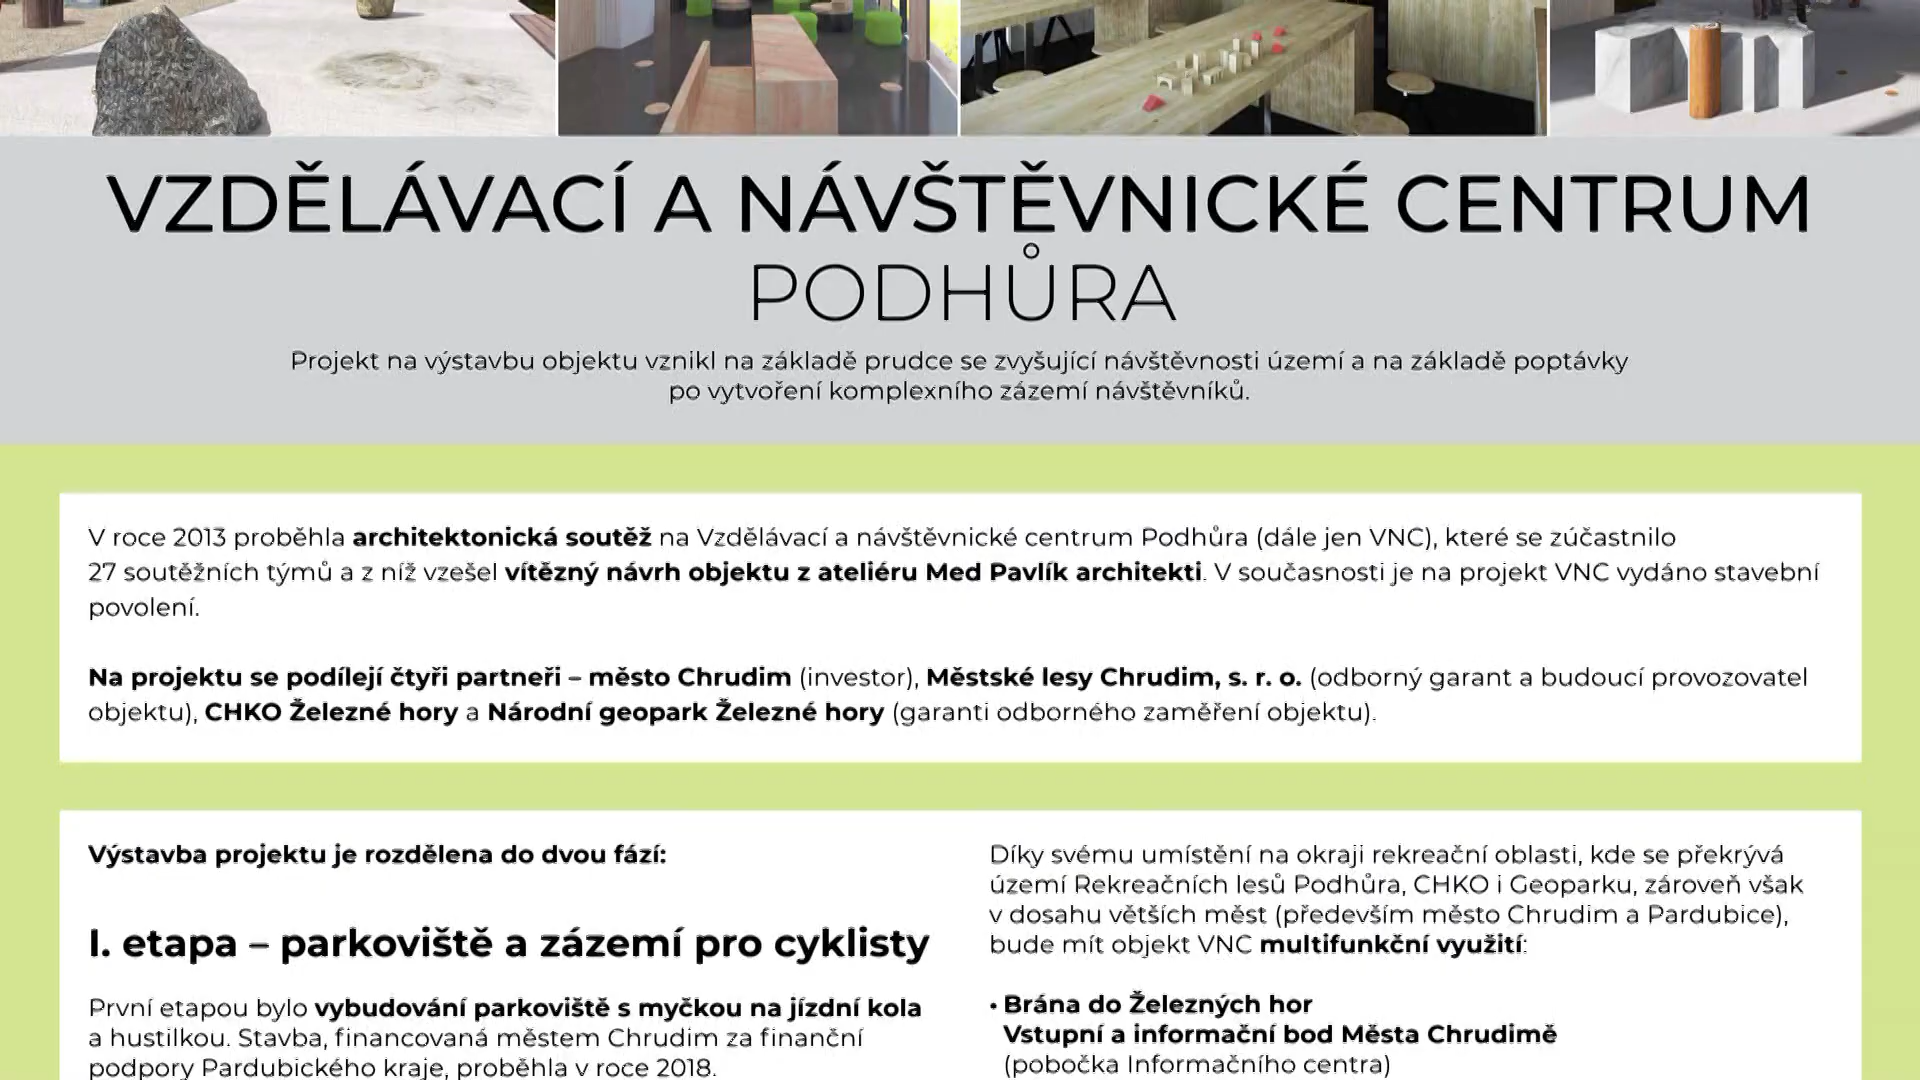 VZDĚLÁVACÍ A NÁVŠTĚVNICKÉ CENTRUM
PODHŮRA
Projekt na výstavbu objektu vznikl na základě prudce se zvyšující návštěvnosti území a na základě poptávky
po vytvoření komplexního zázemí návštěvníků.
V roce 2013 proběhla architektonická soutěž na Vzdělávací a návštěvnické centrum Podhůra (dále jen VNC), které se zúčastnilo
27 soutěžních týmů a z níž vzešel vítězný návrh objektu z ateliéru Med Pavlík architekti. V současnosti je na projekt VNC vydáno stavební
povolení.
Na projektu se podílejí čtyři partneři – město Chrudim (investor), Městské lesy Chrudim, s. r. o. (odborný garant a budoucí provozovatel
objektu), CHKO Železné hory a Národní geopark Železné hory (garanti odborného zaměření objektu).
Výstavba projektu je rozdělena do dvou fází:
I. etapa – parkoviště a zázemí pro cyklisty
První etapou bylo vybudování parkoviště s myčkou na jízdní kola
a hustilkou. Stavba, financovaná městem Chrudim za finanční
podpory Pardubického kraje, proběhla v roce 2018.
Díky svému umístění na okraji rekreační oblasti, kde se překrývá
území Rekreačních lesů Podhůra, CHKO i Geoparku, zároveň však
v dosahu větších měst (především město Chrudim a Pardubice),
bude mít objekt VNC multifunkční využití:
• Brána do Železných hor
Vstupní a informační bod Města Chrudimě
(pobočka Informačního centra)